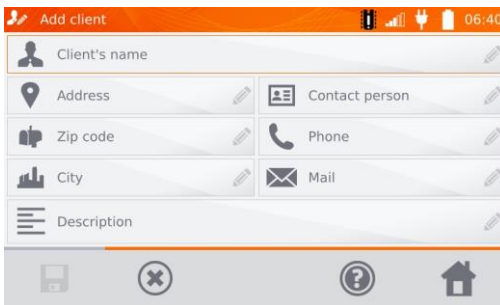 Add client 06:40
Client's name
Address Contact person
Zip code Phone
City Mail
Description